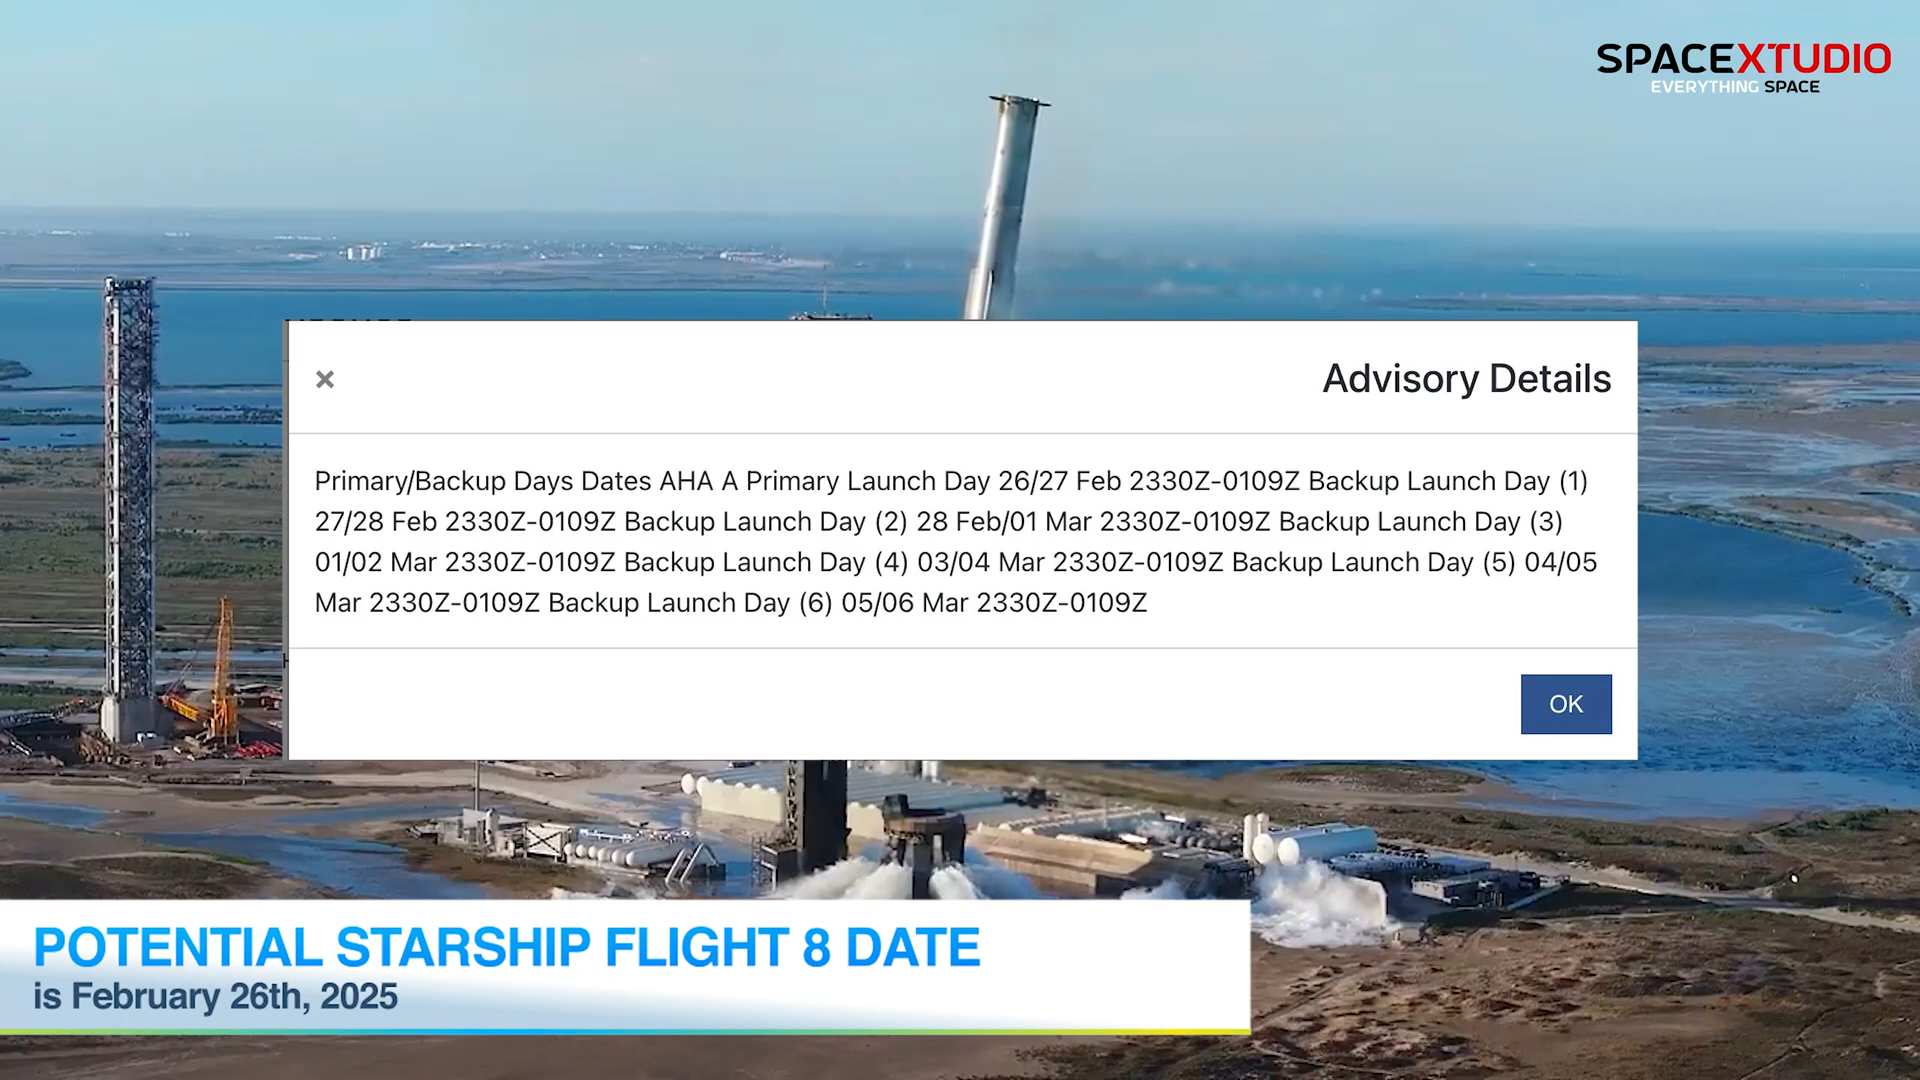 SPACEXTUDIO
EVERYTHING SPACE
× Advisory Details
Primary/Backup Days Dates AHA A Primary Launch Day 26/27 Feb 2330Z-0109Z Backup Launch Day (1)
27/28 Feb 2330Z-0109Z Backup Launch Day (2) 28 Feb/01 Mar 2330Z-0109Z Backup Launch Day (3)
01/02 Mar 2330Z-0109Z Backup Launch Day (4) 03/04 Mar 2330Z-0109Z Backup Launch Day (5) 04/05
Mar 2330Z-0109Z Backup Launch Day (6) 05/06 Mar 2330Z-0109Z
OK
POTENTIAL STARSHIP FLIGHT 8 DATE
is February 26th, 2025